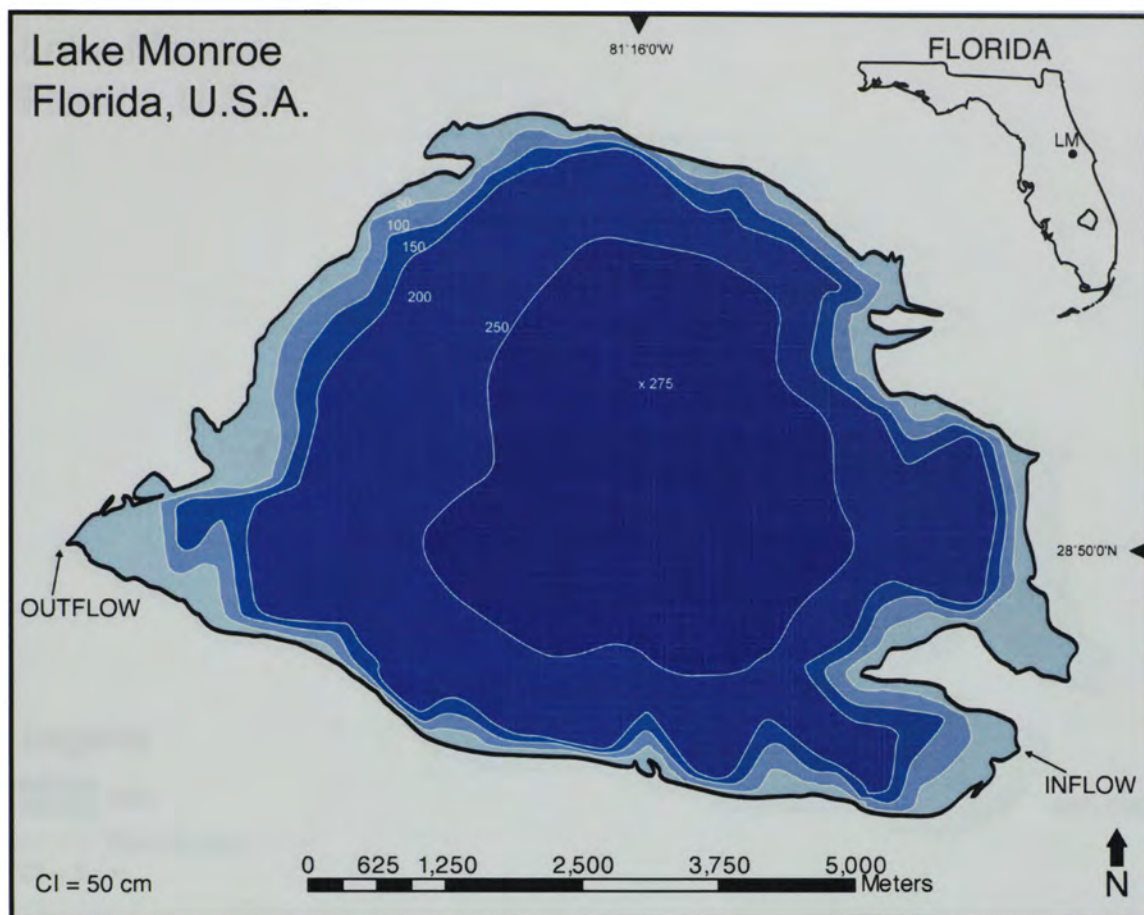 Lake Monroe
Florida, U.S.A.
81°16'0"W
FLORIDA
LM
50
100
150
200
250
x 275
28°50'0"N
OUTFLOW
INFLOW
N
0 625 1,250 2,500 3,750 5,000
Meters
CI = 50 cm